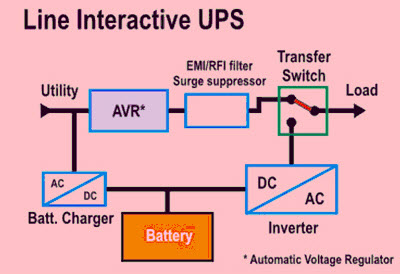 Line Interactive UPS
EMI/RFI filter
Surge suppressor
Transfer
Switch
Utility
AVR*
Load
AC
DC
Batt. Charger
Battery
DC
AC
Inverter
* Automatic Voltage Regulator